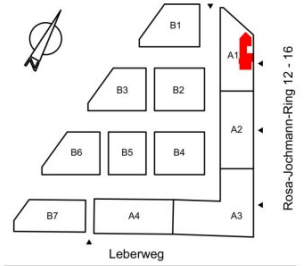 B1
A1
B3
B2
A2
B6
B5
B4
B7
A4
A3
Rosa-Jochmann-Ring 12 - 16
Leberweg